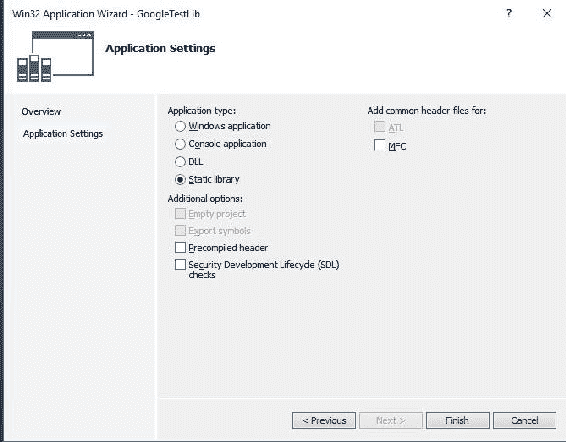 Win32 Application Wizard - GoogleTestLib
? ×
Application Settings
Overview
Application Settings
Application type:
Windows application
Console application
DLL
Static library
Additional options:
Empty project
Export symbols
Precompiled header
Security Development Lifecycle (SDL)
checks
Add common header files for:
ATL
MFC
< Previous
Next >
Finish
Cancel